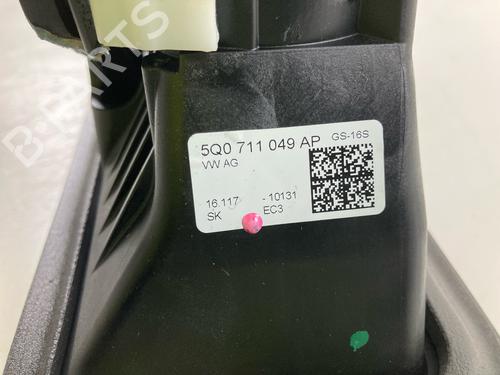 B-PARTS
5Q0 711 049 AP
GS-16S
VW AG
16.117 - 10131
SK EC3